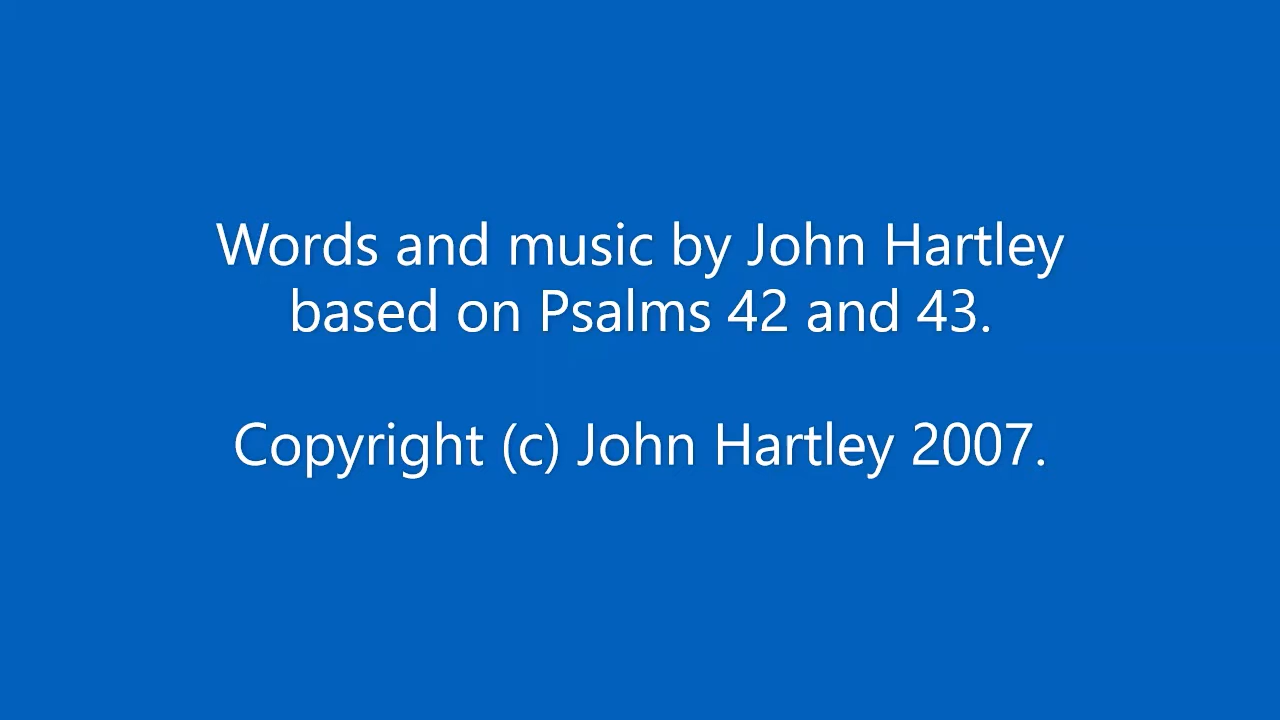 Words and music by John Hartley
based on Psalms 42 and 43.
Copyright (c) John Hartley 2007.